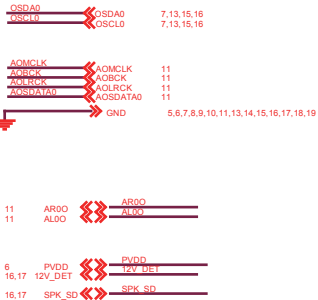 OSDA0 OSDA0 7,13,15,16
OSCL0 OSCL0 7,13,15,16
AOMCLK AOMCLK 11
AOBCK AOBCK 11
AOLRCK AOLRCK 11
AOSDATA0 AOSDATA0 11
GND 5,6,7,8,9,10,11,13,14,15,16,17,18,19
11 AR0O AR0O
11 AL0O AL0O
6 PVDD PVDD
16,17 12V_DET 12V_DET
16,17 SPK_SD SPK_SD